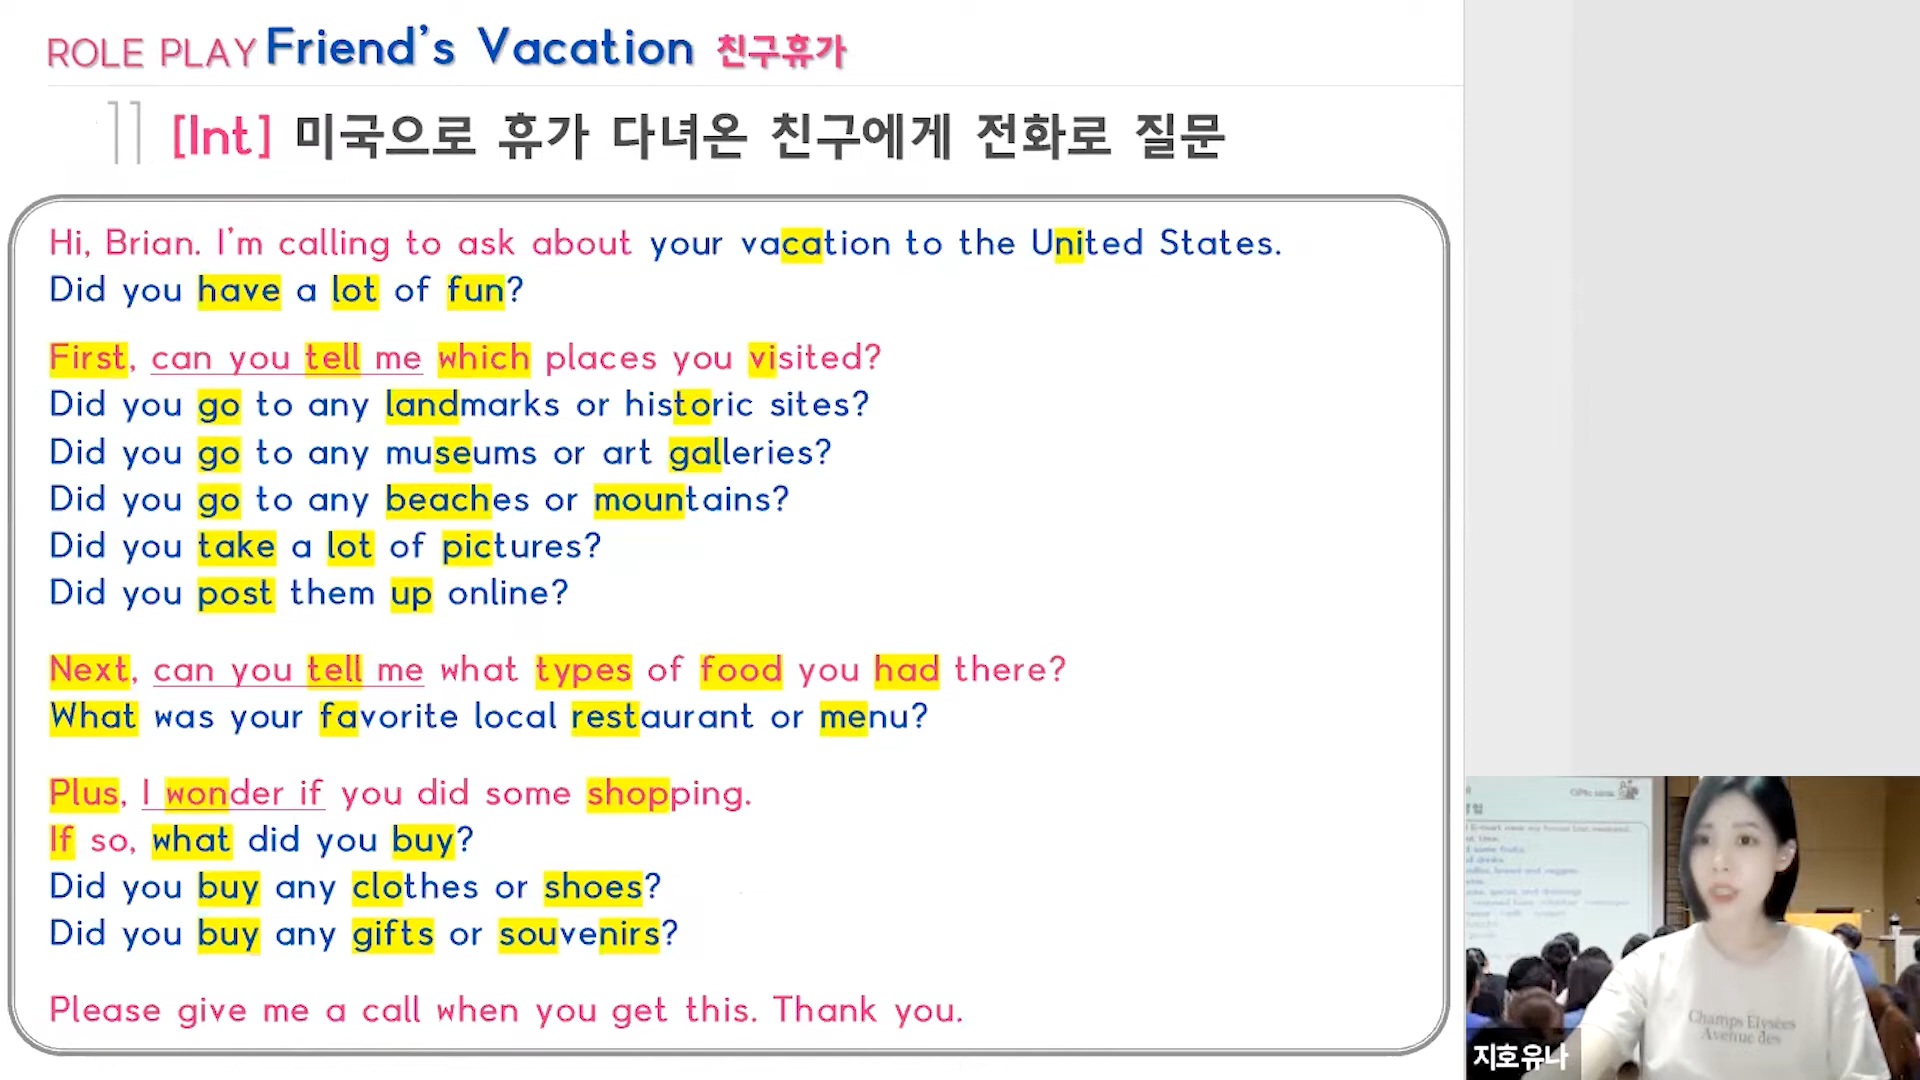 ROLE PLAY Friend's Vacation 친구휴가
11 [Int] 미국으로 휴가 다녀온 친구에게 전화로 질문
Hi, Brian. I'm calling to ask about your vacation to the United States.
Did you have a lot of fun?
First, can you tell me which places you visited?
Did you go to any landmarks or historic sites?
Did you go to any museums or art galleries?
Did you go to any beaches or mountains?
Did you take a lot of pictures?
Did you post them up online?
Next, can you tell me what types of food you had there?
What was your favorite local restaurant or menu?
Plus, I wonder if you did some shopping.
If so, what did you buy?
Did you buy any clothes or shoes?
Did you buy any gifts or souvenirs?
Please give me a call when you get this. Thank you.
Champs Elysées
Avenue des
지호유나